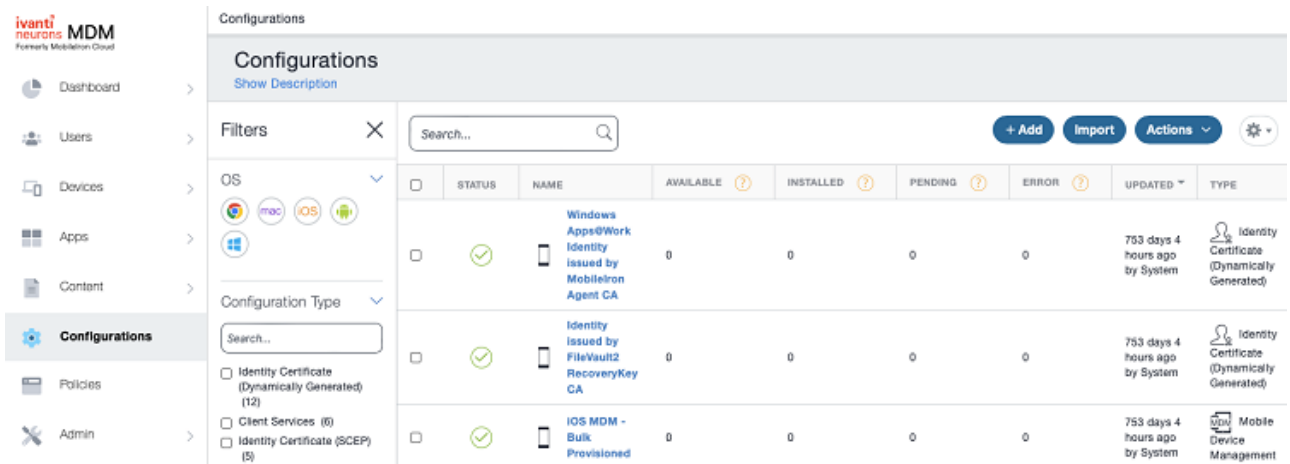 ivanti
neurons MDM
Formerly MobileIron Cloud
Dashboard
Users
Devices
Apps
Content
Configurations
Policies
Admin
Configurations
Configurations
Show Description
Filters
OS
mac
iOS
Configuration Type
Search...
Identity Certificate
(Dynamically Generated)
(12)
Client Services (6)
Identity Certificate (SCEP)
(5)
Search...
+ Add
Import
Actions
STATUS
NAME
AVAILABLE ?
INSTALLED ?
PENDING ?
ERROR ?
UPDATED
TYPE
Windows
Apps@Work
Identity
issued by
MobileIron
Agent CA
0
0
0
0
753 days 4
hours ago
by System
Identity
Certificate
(Dynamically
Generated)
Identity
issued by
FileVault2
RecoveryKey
CA
0
0
0
0
753 days 4
hours ago
by System
Identity
Certificate
(Dynamically
Generated)
iOS MDM -
Bulk
Provisioned
0
0
0
0
753 days 4
hours ago
by System
MDM Mobile
Device
Management